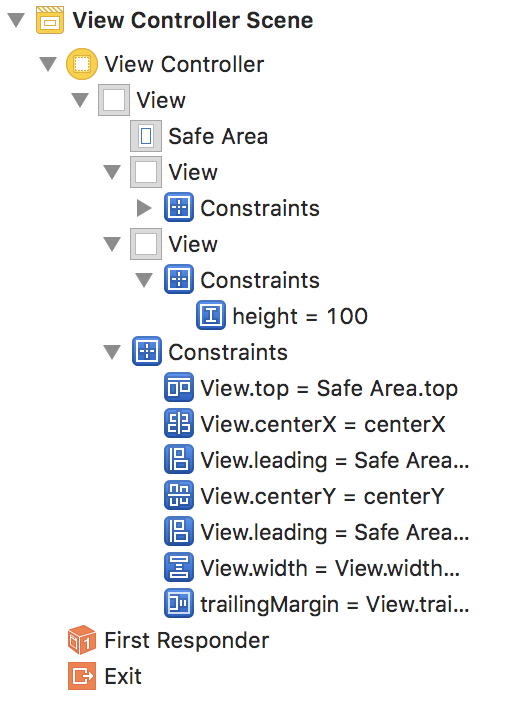 View Controller Scene
View Controller
View
Safe Area
View
Constraints
View
Constraints
height = 100
Constraints
View.top = Safe Area.top
View.centerX = centerX
View.leading = Safe Area...
View.centerY = centerY
View.leading = Safe Area...
View.width = View.width...
trailingMargin = View.trai...
First Responder
Exit